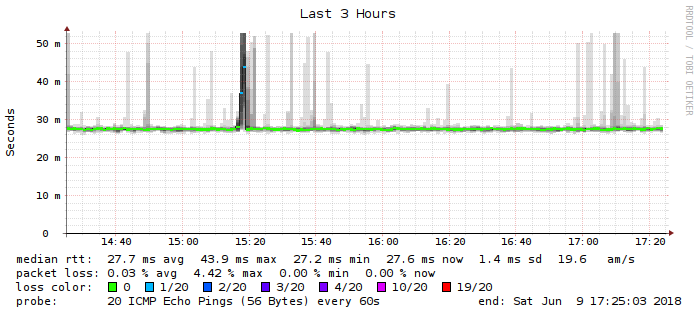 Last 3 Hours
RRDTOOL / TOBI OETIKER
Seconds
50 m
40 m
30 m
20 m
10 m
0
14:40 15:00 15:20 15:40 16:00 16:20 16:40 17:00 17:20
median rtt: 27.7 ms avg 43.9 ms max 27.2 ms min 27.6 ms now 1.4 ms sd 19.6 am/s
packet loss: 0.03 % avg 4.42 % max 0.00 % min 0.00 % now
loss color: 0 1/20 2/20 3/20 4/20 10/20 19/20
probe: 20 ICMP Echo Pings (56 Bytes) every 60s end: Sat Jun 9 17:25:03 2018